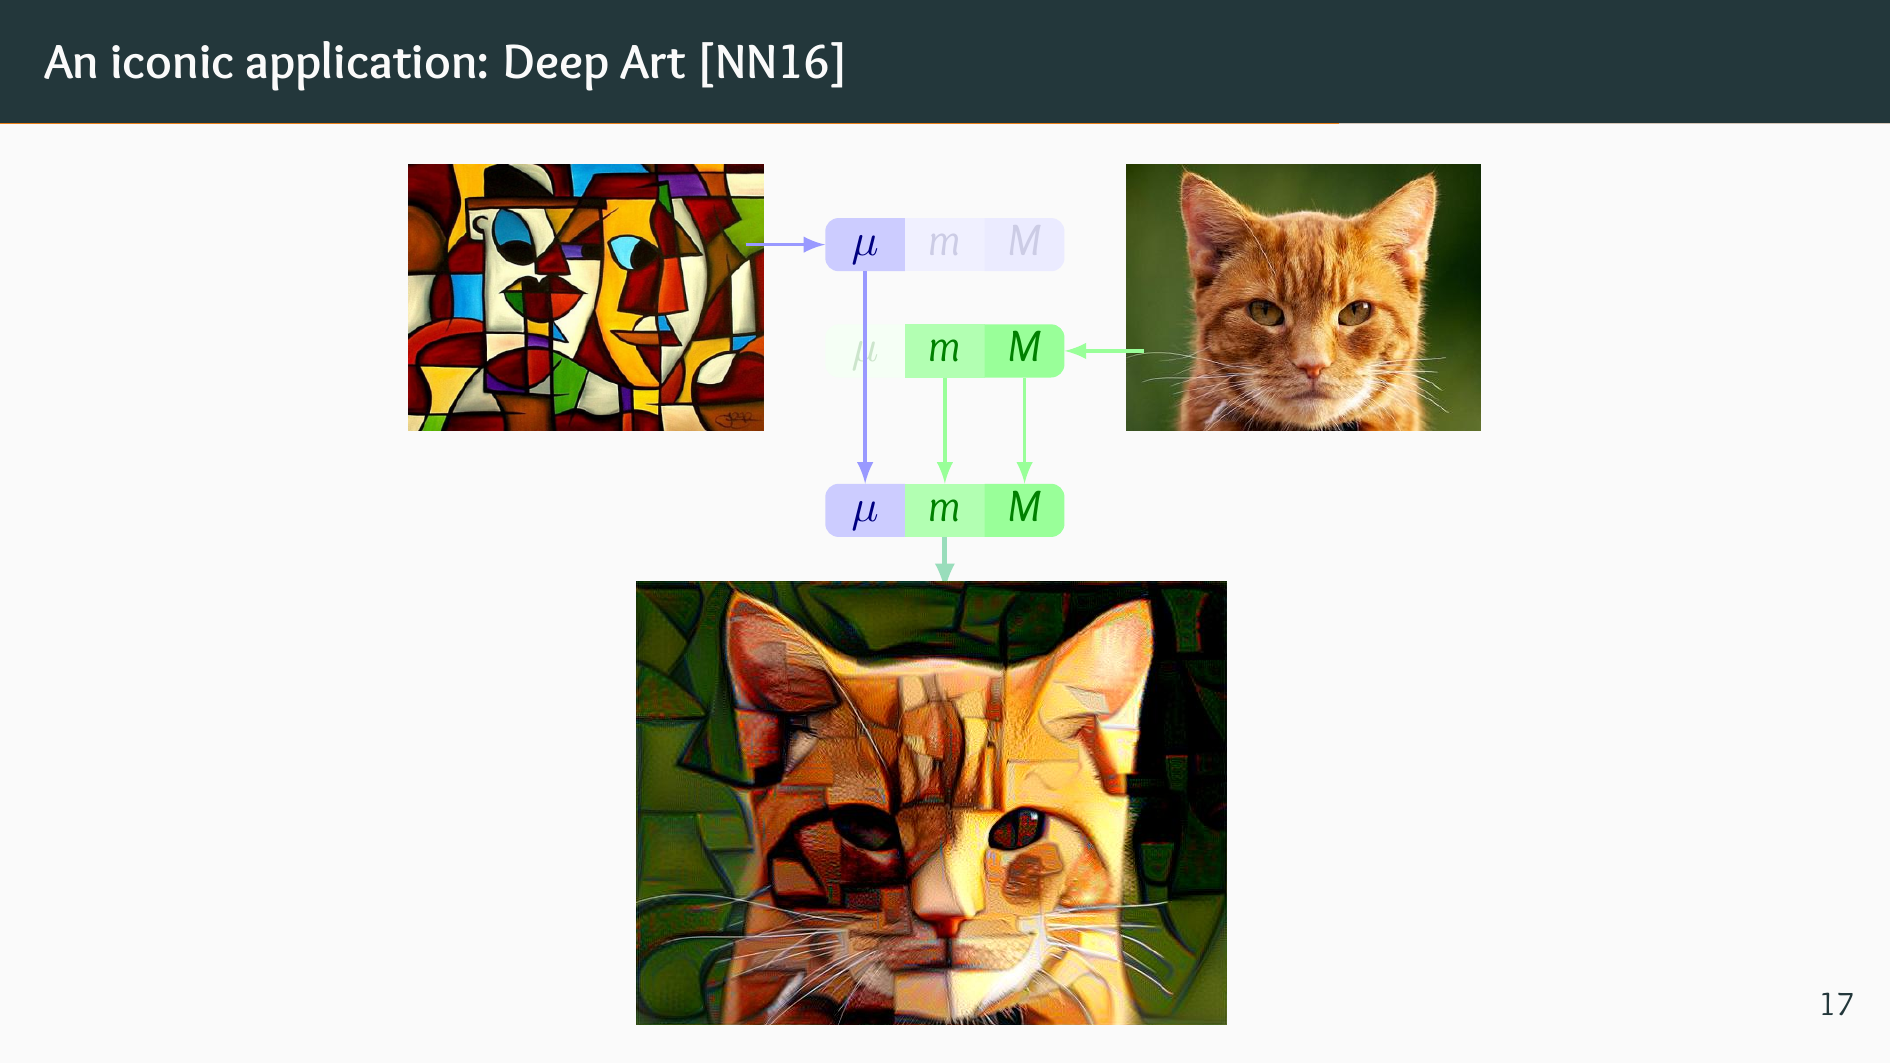 An iconic application: Deep Art [NN16]
μ m M
μ m M
μ m M
17